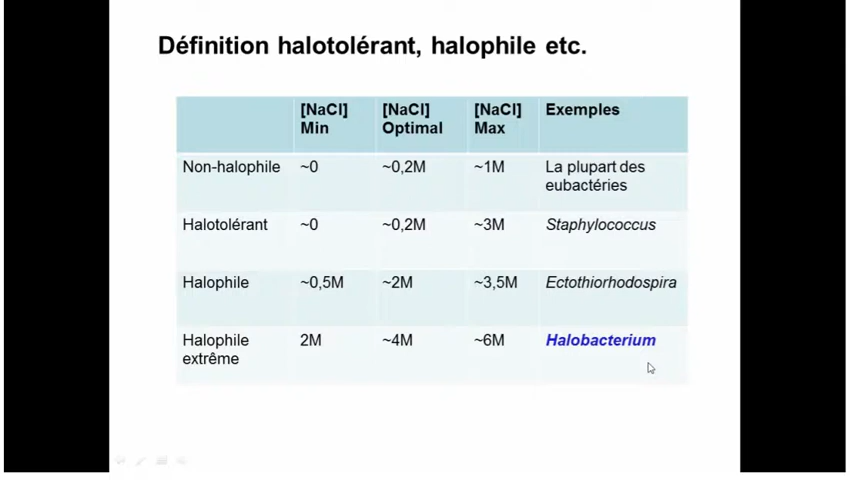 Définition halotolérant, halophile etc.
[NaCl] Min [NaCl] Optimal [NaCl] Max Exemples
Non-halophile ~0 ~0,2M ~1M La plupart des eubactéries
Halotolérant ~0 ~0,2M ~3M Staphylococcus
Halophile ~0,5M ~2M ~3,5M Ectothiorhodospira
Halophile extrême 2M ~4M ~6M Halobacterium